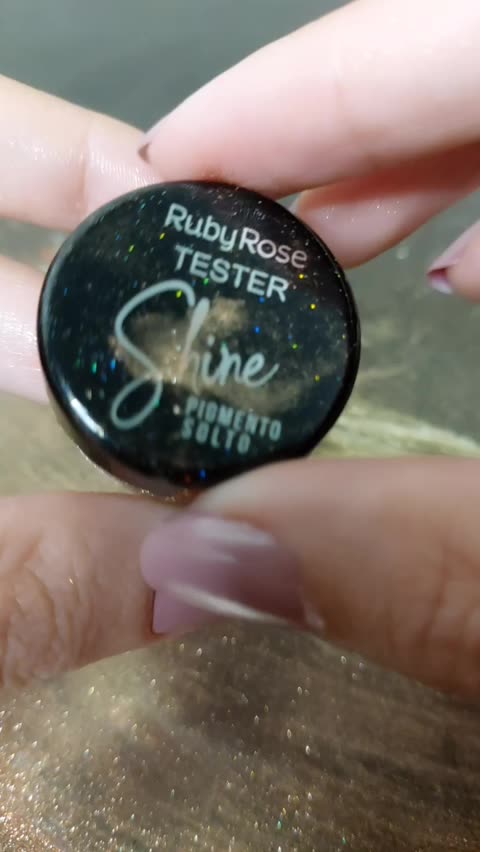 RubyRose
TESTER
Shine
PIGMENTO
SOLTO